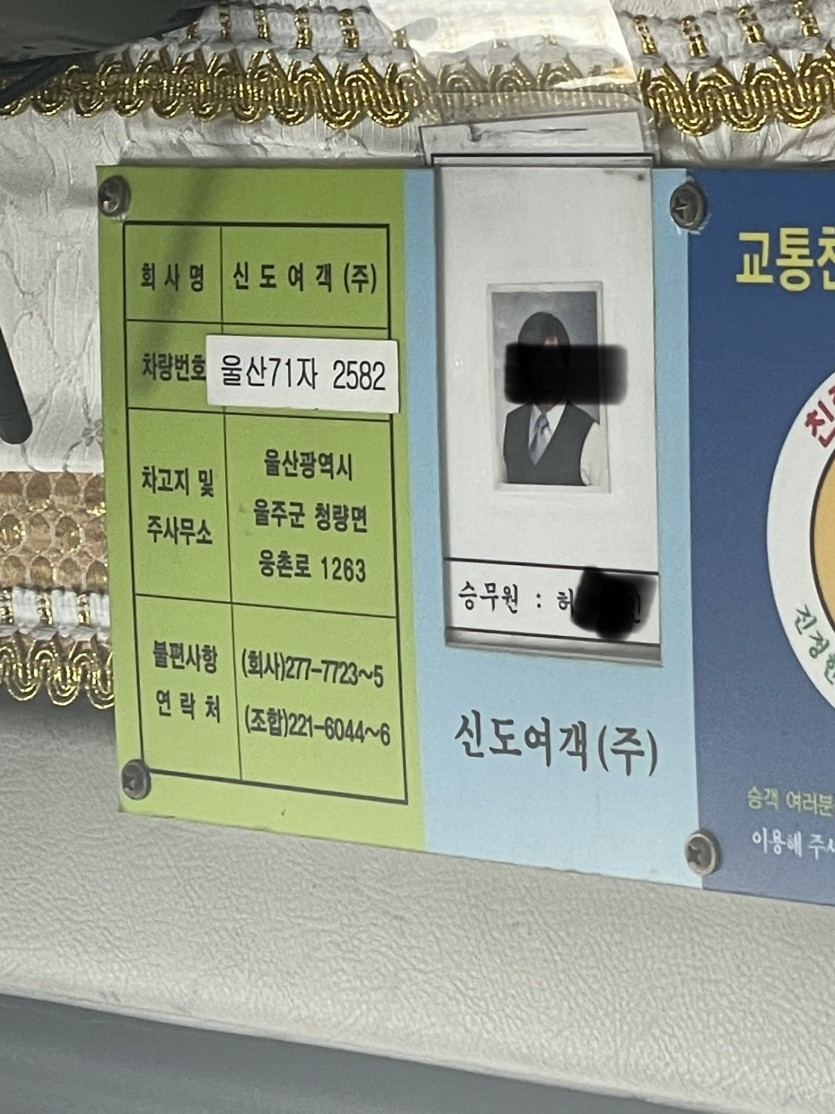 회사명 신도여객(주)
차량번호 울산71자 2582
차고지 및
주사무소
울산광역시
울주군 청량면
웅촌로 1263
불편사항
연락처
(회사)277-7723~5
(조합)221-6044~6
승무원 : 허
신도여객(주)
교통
승객 여러분
이용해 주